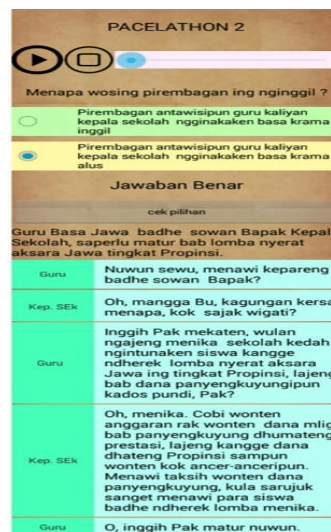 PACELATHON 2
Menapa wosing pirembagan ing nginggil ?
Pirembagan antawisipun guru kaliyan
kepala sekolah ngginakaken basa krama
inggil
Pirembagan antawisipun guru kaliyan
kepala sekolah ngginakaken basa krama
alus
Jawaban Benar
cek pilihan
Guru Basa Jawa badhe sowan Bapak Kepal
Sekolah, saperlu matur bab lomba nyerat
aksara Jawa tingkat Propinsi.
Guru
Nuwun sewu, menawi kepareng
badhe sowan Bapak?
Kep. SEk
Oh, mangga Bu, kagungan kersa
menapa, kok sajak wigati?
Guru
Inggih Pak mekaten, wulan
ngajeng menika sekolah kedah
ngintunaken siswa kangge
ndherek lomba nyerat aksara
Jawa ing tingkat Propinsi, lajeng
bab dana panyengkuyungipun
kados pundi, Pak?
Kep. SEk
Oh, menika. Cobi wonten
anggaran rak wonten dana mlig
bab panyengkuyung dhumateng
prestasi, lajeng kangge dana
dhateng Propinsi sampun
wonten kok ancer-anceripun.
Menawi taksih wonten dana
panyengkuyung, kula sarujuk
sanget menawi para siswa
badhe ndherek lomba menika.
Guru
O, inggih Pak matur nuwun.